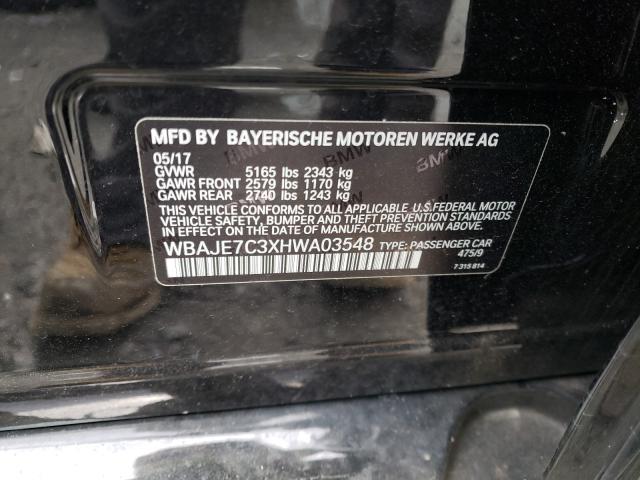 MFD BY BAYERISCHE MOTOREN WERKE AG
05/17
GVWR 5165 lbs 2343 kg
GAWR FRONT 2579 lbs 1170 kg
GAWR REAR 2740 lbs 1243 kg
THIS VEHICLE CONFORMS TO ALL APPLICABLE U.S.FEDERAL MOTOR
VEHICLE SAFETY, BUMPER AND THEFT PREVENTION STANDARDS
IN EFFECT ON THE DATE OF MANUFACTURE SHOWN ABOVE.
WBAJE7C3XHWA03548 TYPE: PASSENGER CAR
475/9
7 315 814